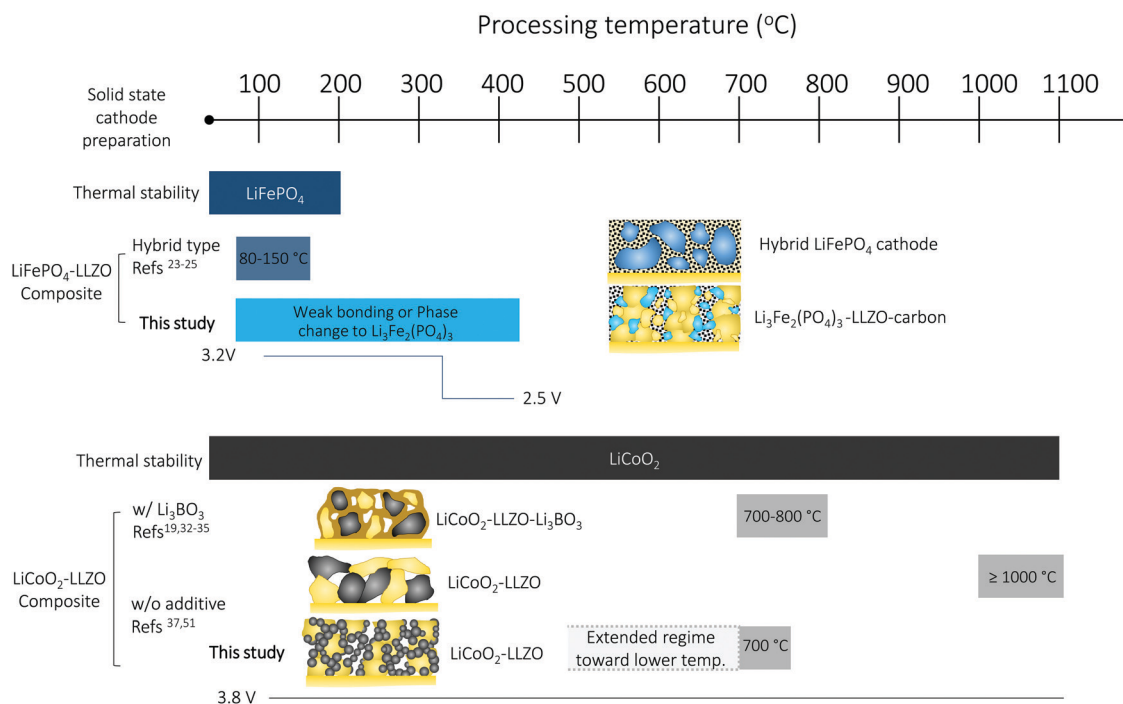 Processing temperature (°C)
Solid state
cathode
preparation
100 200 300 400 500 600 700 800 900 1000 1100
Thermal stability
LiFePO₄
LiFePO₄-LLZO
Composite
Hybrid type
Refs ²³⁻²⁵
80-150 °C
Hybrid LiFePO₄ cathode
This study
Weak bonding or Phase
change to Li₃Fe₂(PO₄)₃
Li₃Fe₂(PO₄)₃-LLZO-carbon
3.2V
2.5 V
Thermal stability
LiCoO₂
LiCoO₂-LLZO
Composite
w/ Li₃BO₃
Refs¹⁹,³²⁻³⁵
LiCoO₂-LLZO-Li₃BO₃
700-800 °C
w/o additive
Refs ³⁷,⁵¹
LiCoO₂-LLZO
≥ 1000 °C
This study
LiCoO₂-LLZO
Extended regime
toward lower temp.
700 °C
3.8 V